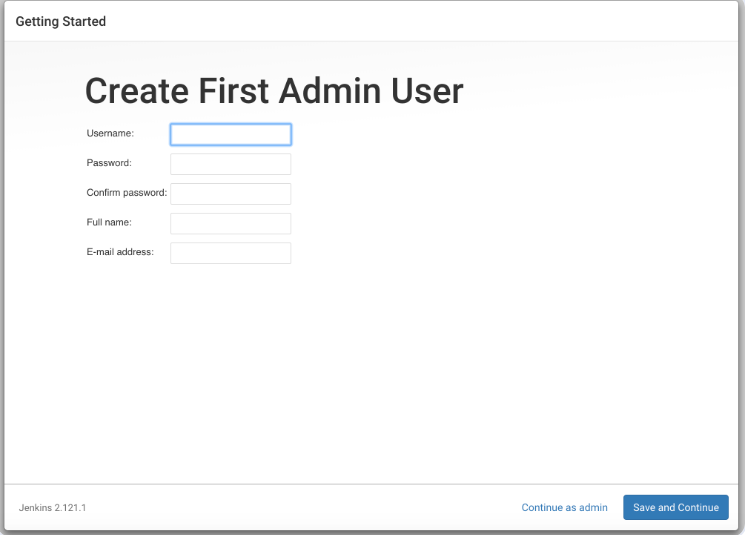 Getting Started
Create First Admin User
Username:
Password:
Confirm password:
Full name:
E-mail address:
Jenkins 2.121.1
Continue as admin
Save and Continue